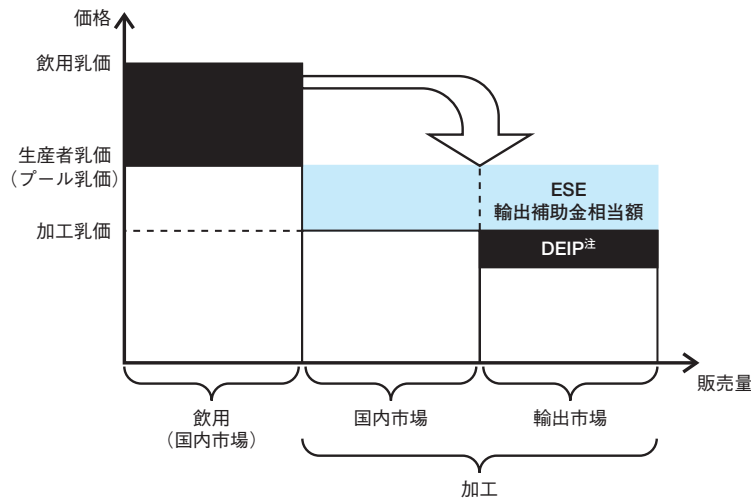 価格
飲用乳価
生産者乳価
（プール乳価）
ESE
輸出補助金相当額
加工乳価
DEIP注
販売量
飲用
（国内市場）
国内市場
輸出市場
加工